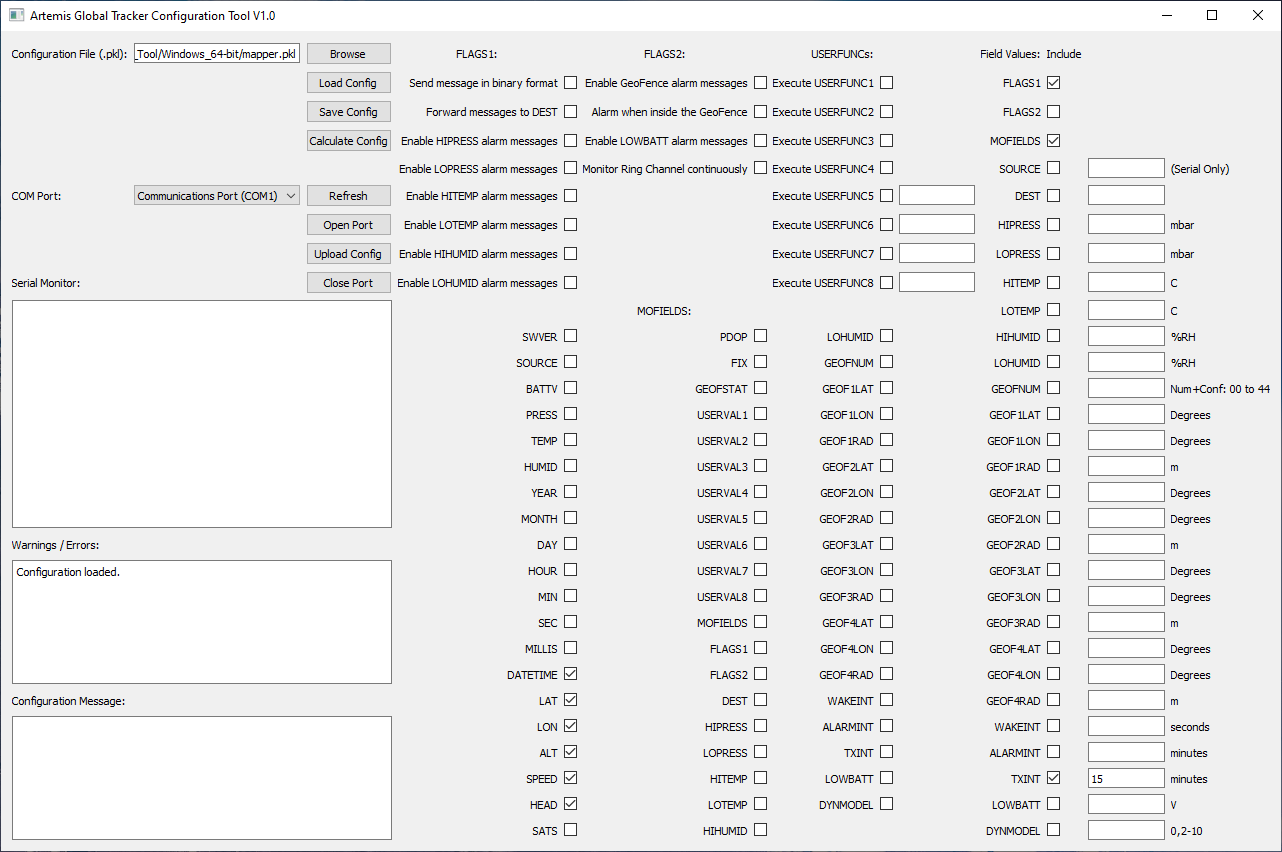 Artemis Global Tracker Configuration Tool V1.0
Configuration File (.pkl): _Tool/Windows_64-bit/mapper.pkl Browse FLAGS1: FLAGS2: USERFUNCs: Field Values: Include
Load Config Send message in binary format Enable GeoFence alarm messages Execute USERFUNC1 FLAGS1
Save Config Forward messages to DEST Alarm when inside the GeoFence Execute USERFUNC2 FLAGS2
Calculate Config Enable HIPRESS alarm messages Enable LOWBATT alarm messages Execute USERFUNC3 MOFIELDS
Enable LOPRESS alarm messages Monitor Ring Channel continuously Execute USERFUNC4 SOURCE (Serial Only)
COM Port: Communications Port (COM1) Refresh Enable HITEMP alarm messages Execute USERFUNC5 DEST
Open Port Enable LOTEMP alarm messages Execute USERFUNC6 HIPRESS mbar
Upload Config Enable HIHUMID alarm messages Execute USERFUNC7 LOPRESS mbar
Serial Monitor: Close Port Enable LOHUMID alarm messages Execute USERFUNC8 HITEMP C
MOFIELDS: LOTEMP C
SWVER PDOP LOHUMID HIHUMID %RH
SOURCE FIX GEOFNUM LOHUMID %RH
BATTV GEOFSTAT GEOF1LAT GEOFNUM Num+Conf: 00 to 44
PRESS USERVAL1 GEOF1LON GEOF1LAT Degrees
TEMP USERVAL2 GEOF1RAD GEOF1LON Degrees
HUMID USERVAL3 GEOF2LAT GEOF1RAD m
YEAR USERVAL4 GEOF2LON GEOF2LAT Degrees
MONTH USERVAL5 GEOF2RAD GEOF2LON Degrees
Warnings / Errors: DAY USERVAL6 GEOF3LAT GEOF2RAD m
Configuration loaded. HOUR USERVAL7 GEOF3LON GEOF3LAT Degrees
MIN USERVAL8 GEOF3RAD GEOF3LON Degrees
SEC MOFIELDS GEOF4LAT GEOF3RAD m
MILLIS FLAGS1 GEOF4LON GEOF4LAT Degrees
DATETIME FLAGS2 GEOF4RAD GEOF4LON Degrees
Configuration Message: LAT DEST WAKEINT GEOF4RAD m
LON HIPRESS ALARMINT WAKEINT seconds
ALT LOPRESS TXINT ALARMINT minutes
SPEED HITEMP LOWBATT TXINT 15 minutes
HEAD LOTEMP DYNMODEL LOWBATT V
SATS HIHUMID DYNMODEL 0,2-10